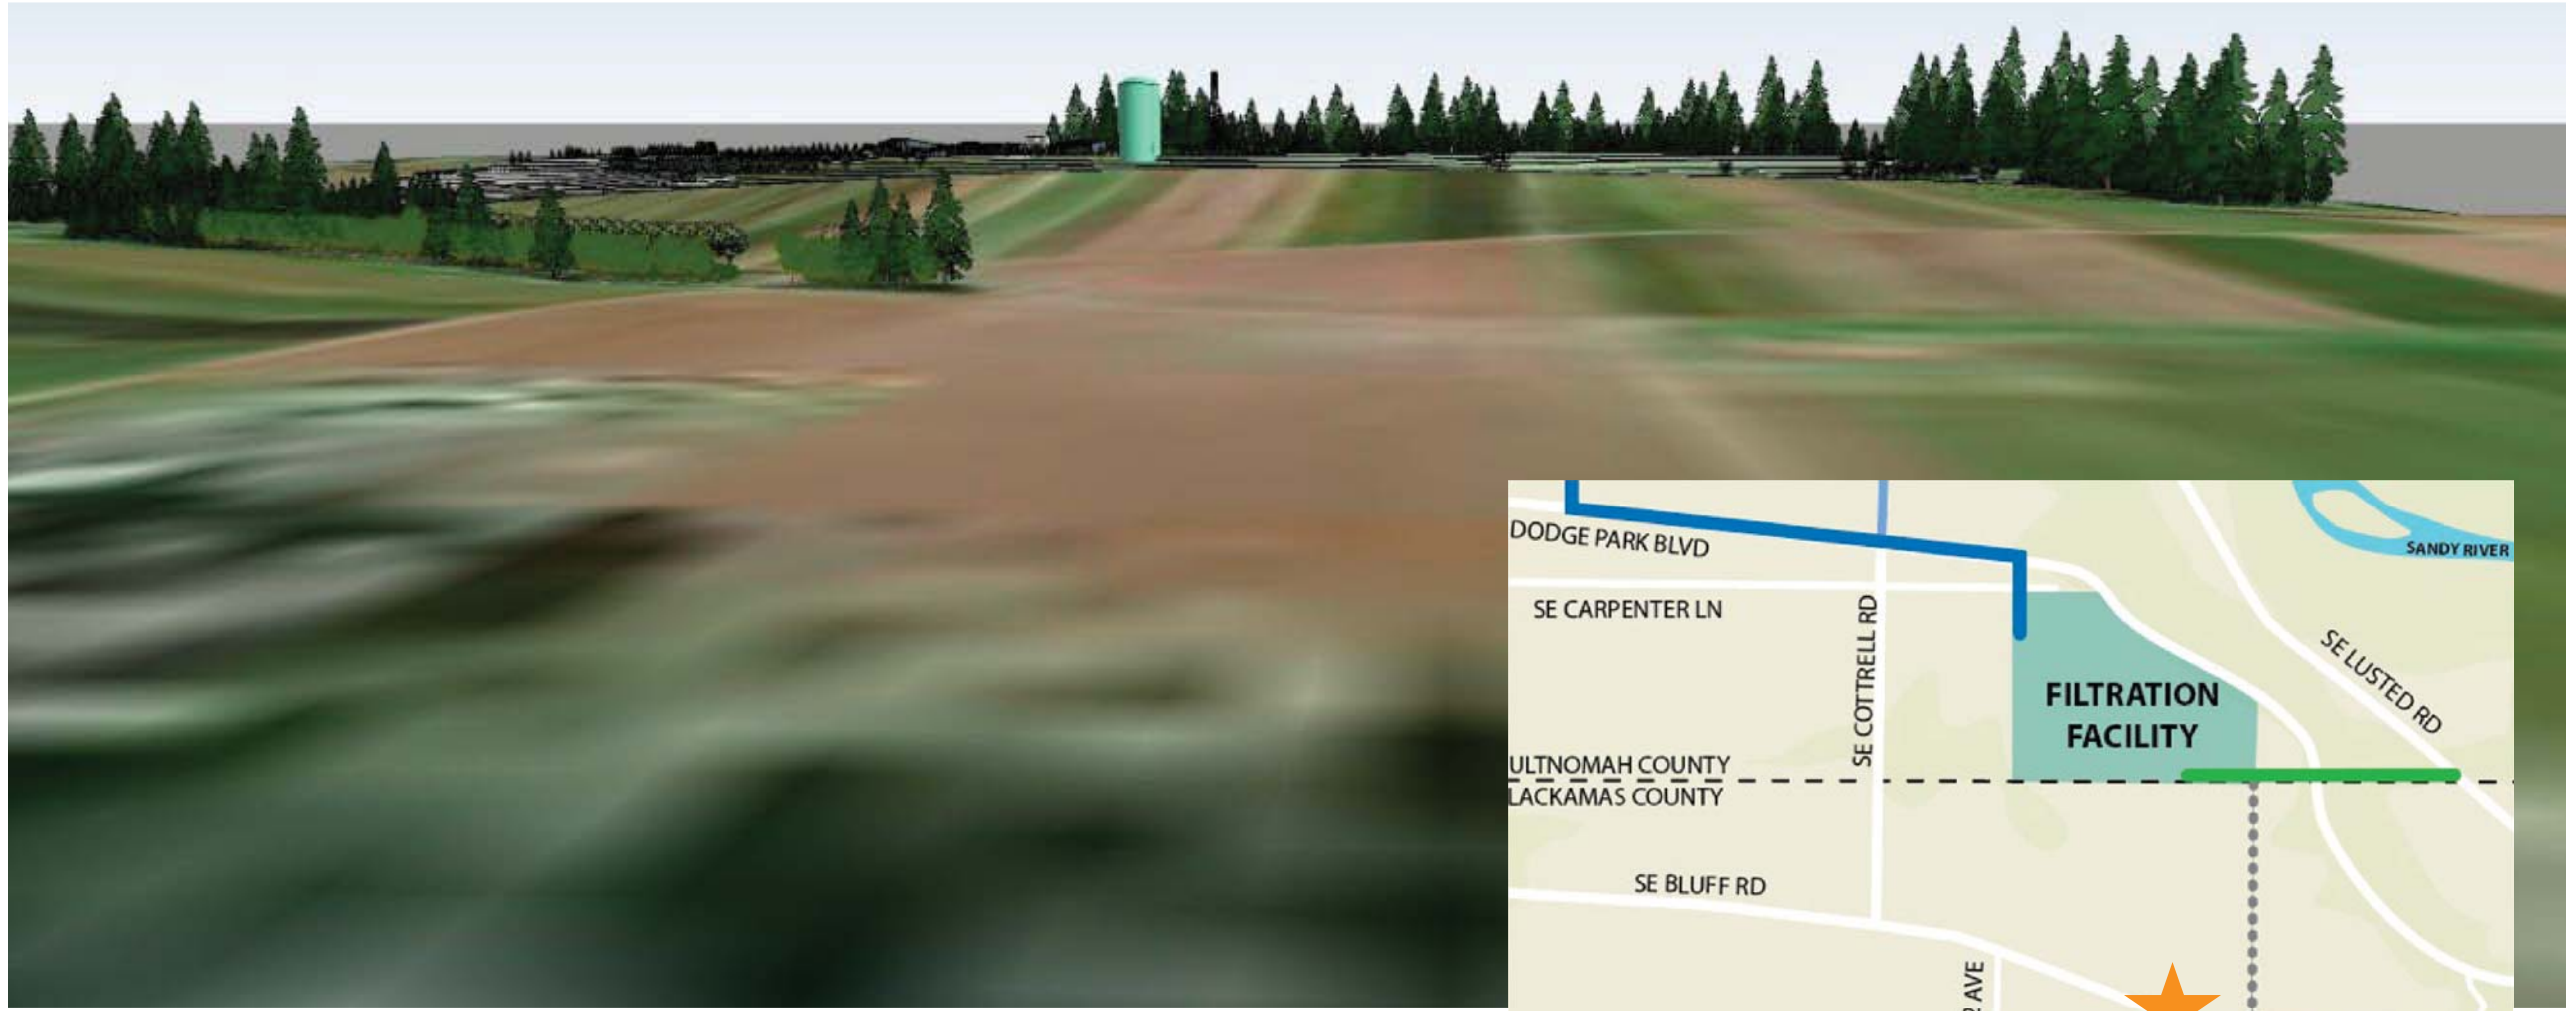 DODGE PARK BLVD
SANDY RIVER
SE CARPENTER LN
SE COTTRELL RD
SE LUSTED RD
FILTRATION
FACILITY
ULTNOMAH COUNTY
LACKAMAS COUNTY
SE BLUFF RD
AVE